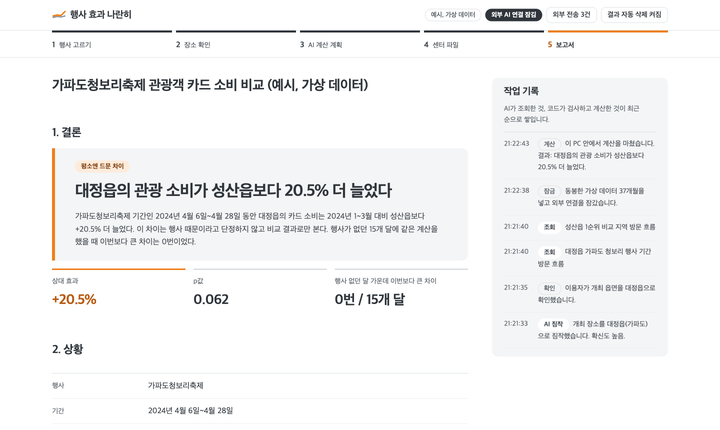 행사 효과 나란히
예시, 가상 데이터
외부 AI 연결 잠김
외부 전송 3건
결과 자동 삭제 켜짐
1 행사 고르기
2 장소 확인
3 AI 계산 계획
4 센터 파일
5 보고서
가파도청보리축제 관광객 카드 소비 비교 (예시, 가상 데이터)
1. 결론
평소엔 드문 차이
대정읍의 관광 소비가 성산읍보다 20.5% 더 늘었다
가파도청보리축제 기간인 2024년 4월 6일~4월 28일 동안 대정읍의 카드 소비는 2024년 1~3월 대비 성산읍보다
+20.5% 더 늘었다. 이 차이는 행사 때문이라고 단정하지 않고 비교 결과로만 본다. 행사가 없던 15개 달에 같은 계산을
했을 때 이번보다 큰 차이는 0번이었다.
상대 효과
+20.5%
p값
0.062
행사 없던 달 가운데 이번보다 큰 차이
0번 / 15개 달
2. 상황
행사
가파도청보리축제
기간
2024년 4월 6일~4월 28일
작업 기록
AI가 조회한 것, 코드가 검사하고 계산한 것이 최근
순으로 쌓입니다.
21:22:43 계산 이 PC 안에서 계산을 마쳤습니다.
결과: 대정읍의 관광 소비가 성산읍보다
20.5% 더 늘었다
21:22:38 잠금 동봉한 가상 데이터 37개월을
넣고 외부 연결을 잠갔습니다.
21:21:40 조회 성산읍 1순위 비교 지역 방문 흐름
21:21:40 조회 대정읍 가파도 청보리 행사 기간
방문 흐름
21:21:35 확인 이용자가 개최 읍면을 대정읍으로
확인했습니다.
21:21:33 AI 짐작 개최 장소를 대정읍(가파도)
으로 짐작했습니다. 확신도 높음.